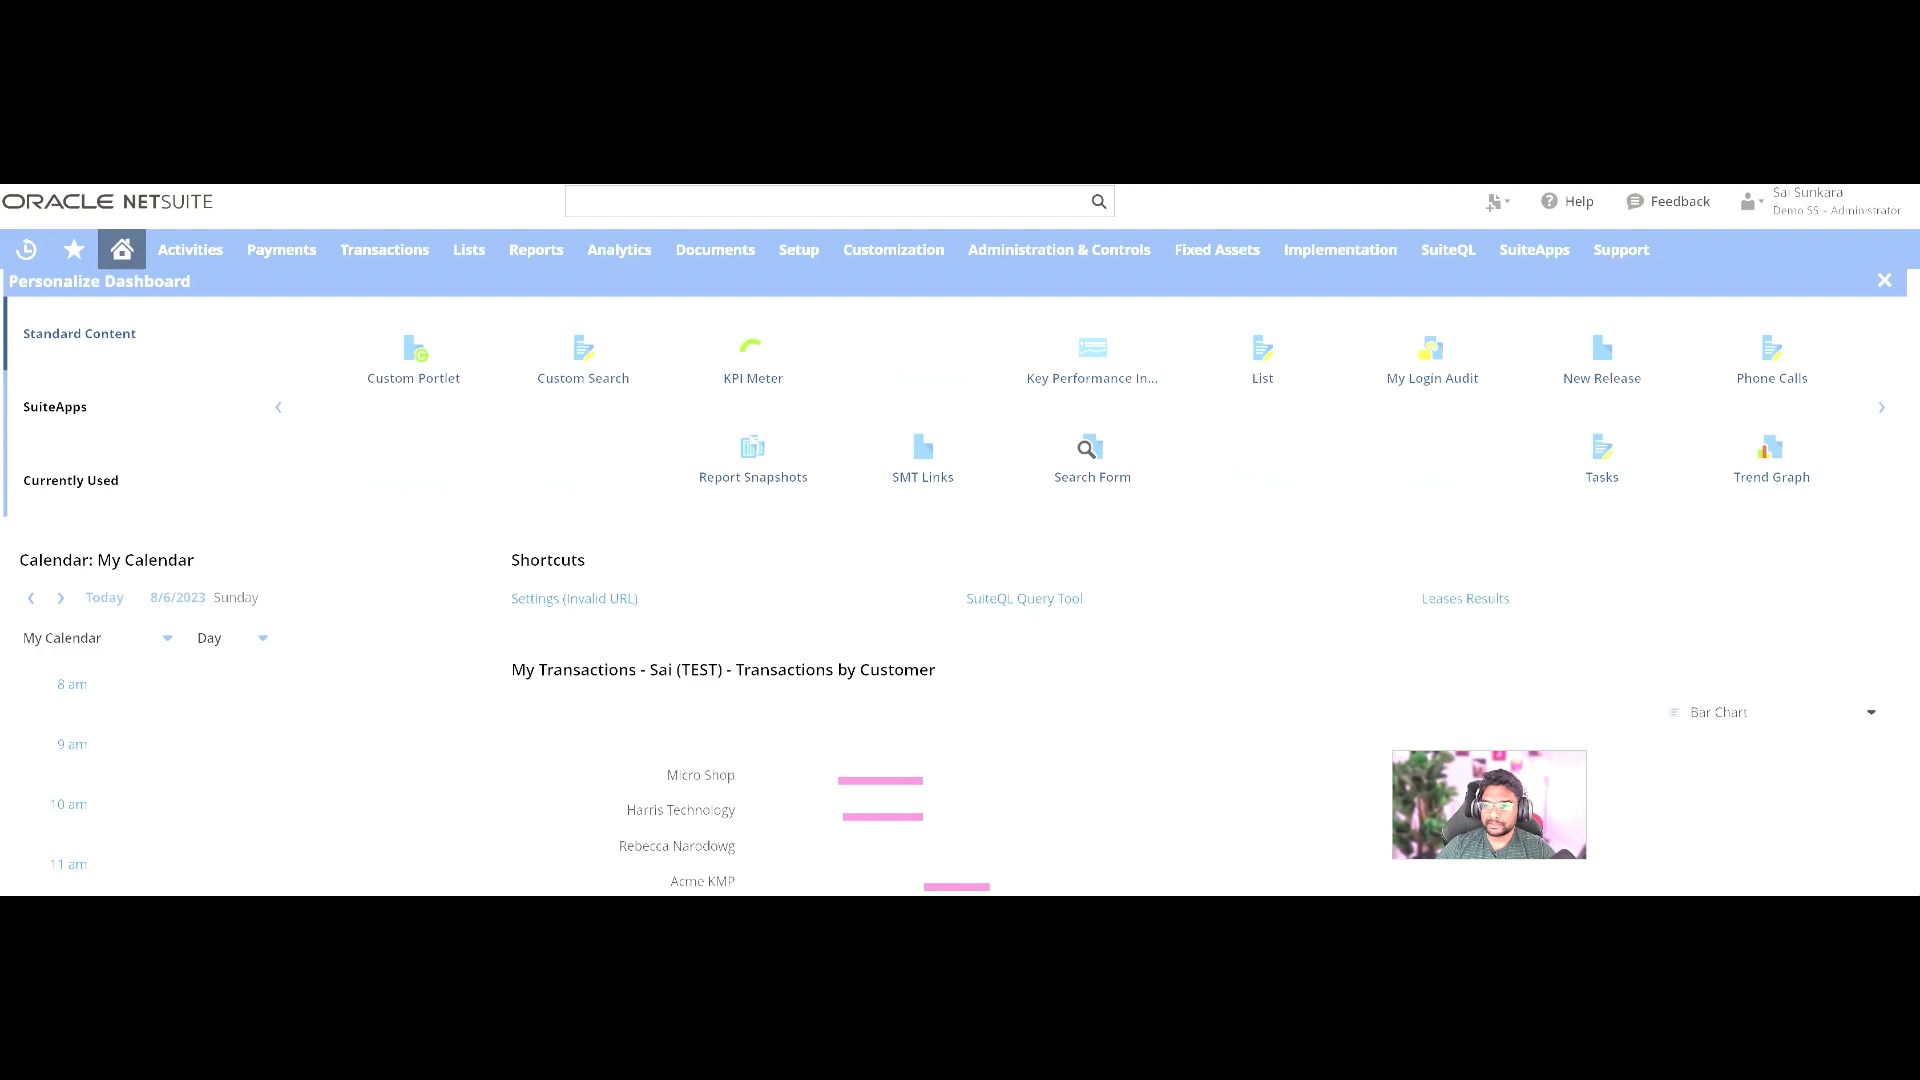 ORACLE NETSUITE
Help
Feedback
Sai Sunkara
Demo SS - Administrator
Activities Payments Transactions Lists Reports Analytics Documents Setup Customization Administration & Controls Fixed Assets Implementation SuiteQL SuiteApps Support
Personalize Dashboard
Standard Content
SuiteApps
Currently Used
Custom Portlet Custom Search KPI Meter Key Performance In... List My Login Audit New Release Phone Calls
Report Snapshots SMT Links Search Form Tasks Trend Graph
Calendar: My Calendar
Today 8/6/2023 Sunday
My Calendar Day
8 am
9 am
10 am
11 am
Shortcuts
Settings (Invalid URL) SuiteQL Query Tool Leases Results
My Transactions - Sai (TEST) - Transactions by Customer
Bar Chart
Micro Shop
Harris Technology
Rebecca Narodowg
Acme KMP